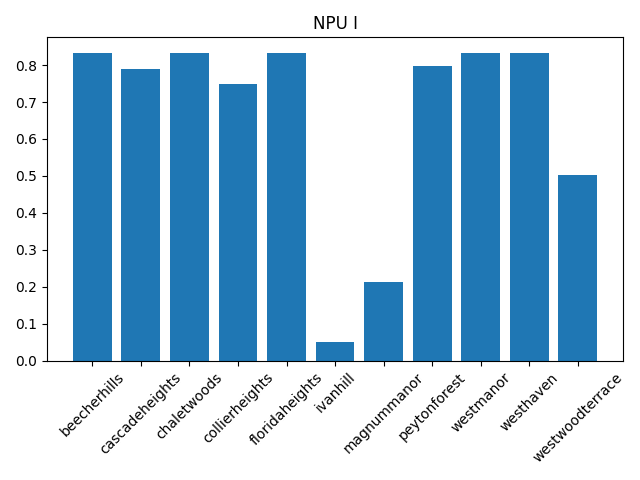 NPU I
0.8
0.7
0.6
0.5
0.4
0.3
0.2
0.1
0.0
beecherhills
cascadeheights
chaletwoods
collierheights
floridaheights
ivanhill
magnummanor
peytonforest
westmanor
westhaven
westwoodterrace